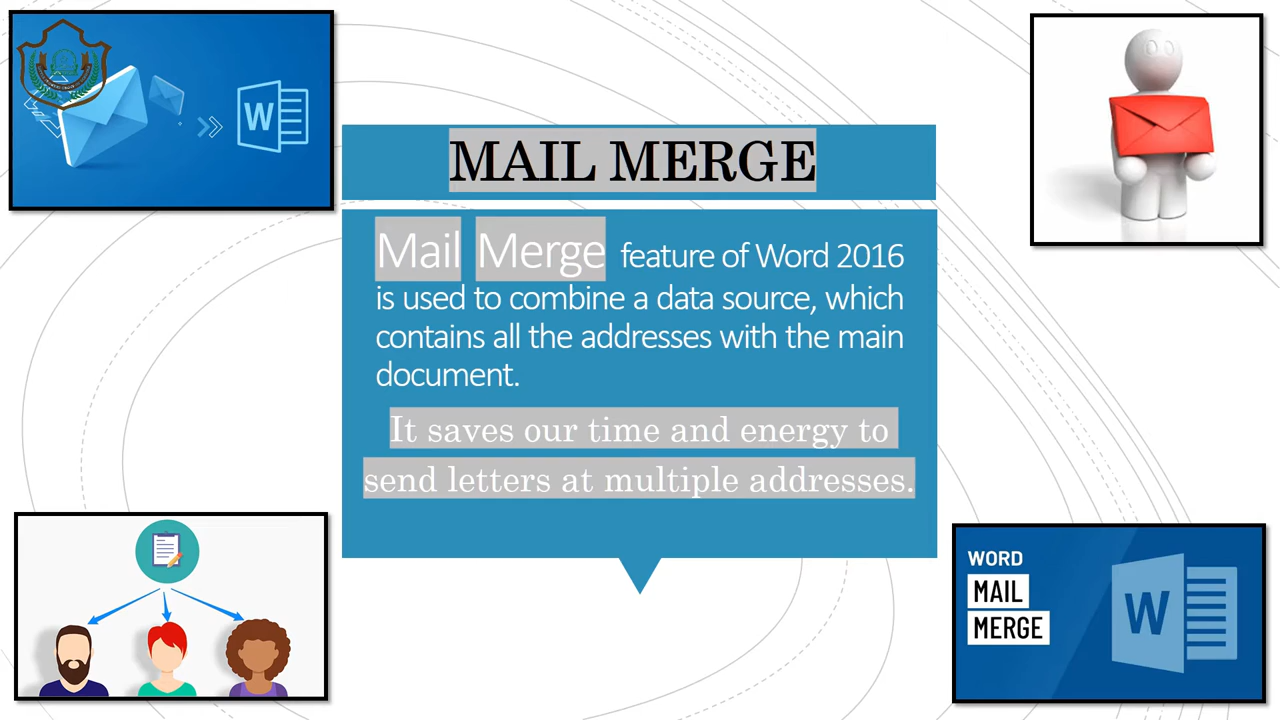 MAIL MERGE
Mail Merge feature of Word 2016
is used to combine a data source, which
contains all the addresses with the main
document.
It saves our time and energy to
send letters at multiple addresses.
W
WORD
MAIL
MERGE
W